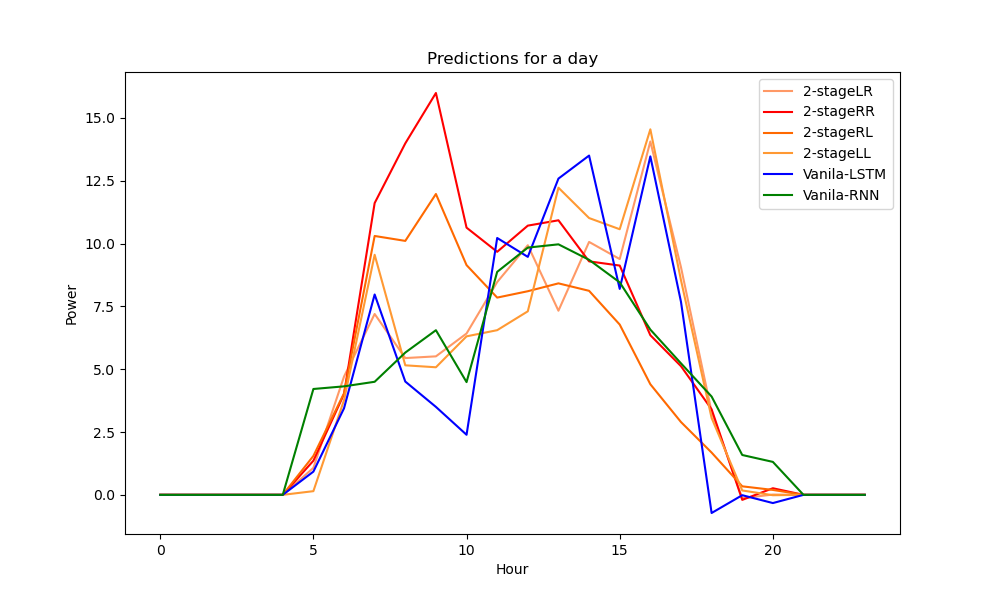 Predictions for a day
2-stageLR
2-stageRR
2-stageRL
2-stageLL
Vanila-LSTM
Vanila-RNN
Power
15.0
12.5
10.0
7.5
5.0
2.5
0.0
0 5 10 15 20
Hour